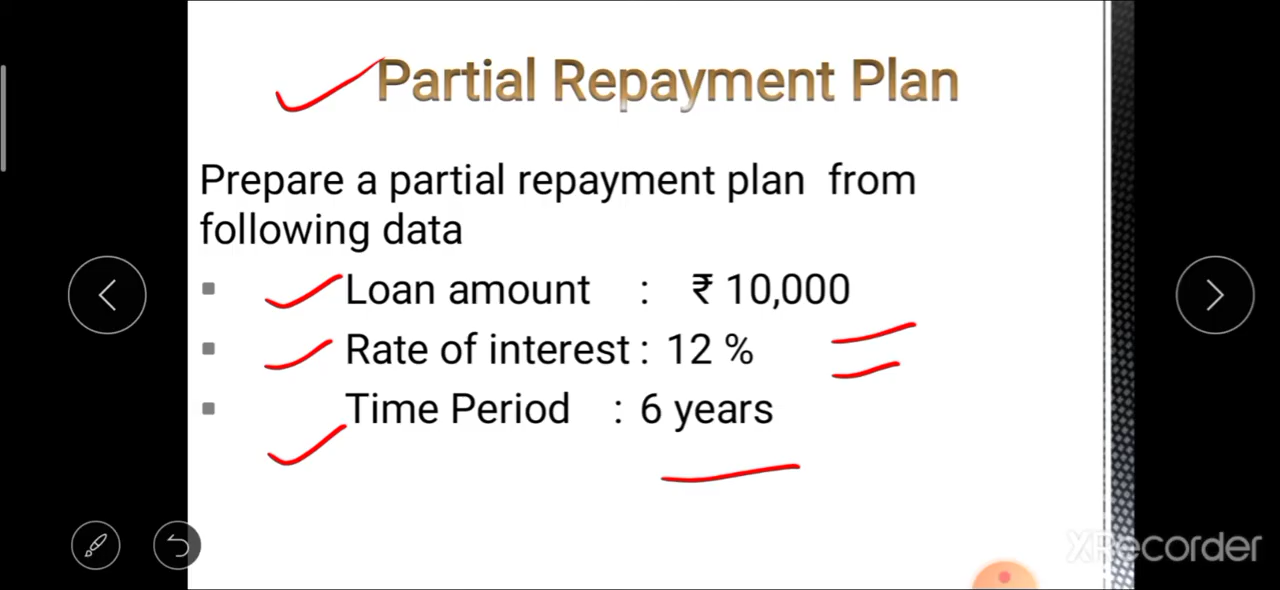 Partial Repayment Plan
Prepare a partial repayment plan from
following data
Loan amount : ₹ 10,000
Rate of interest : 12 %
Time Period : 6 years
XRecorder